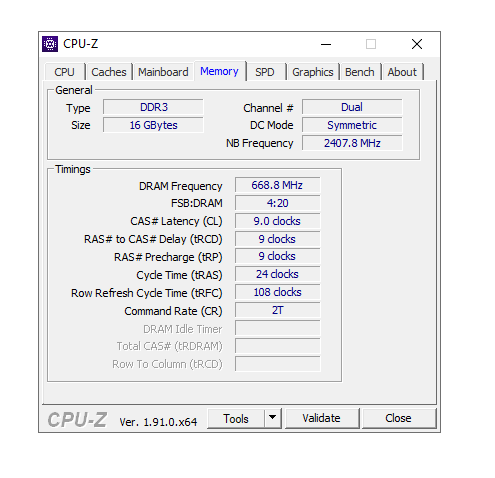 CPU-Z
CPU Caches Mainboard Memory SPD Graphics Bench About
General
Type DDR3 Channel # Dual
Size 16 GBytes DC Mode Symmetric
NB Frequency 2407.8 MHz
Timings
DRAM Frequency 668.8 MHz
FSB:DRAM 4:20
CAS# Latency (CL) 9.0 clocks
RAS# to CAS# Delay (tRCD) 9 clocks
RAS# Precharge (tRP) 9 clocks
Cycle Time (tRAS) 24 clocks
Row Refresh Cycle Time (tRFC) 108 clocks
Command Rate (CR) 2T
DRAM Idle Timer
Total CAS# (tRDRAM)
Row To Column (tRCD)
CPU-Z Ver. 1.91.0.x64 Tools Validate Close